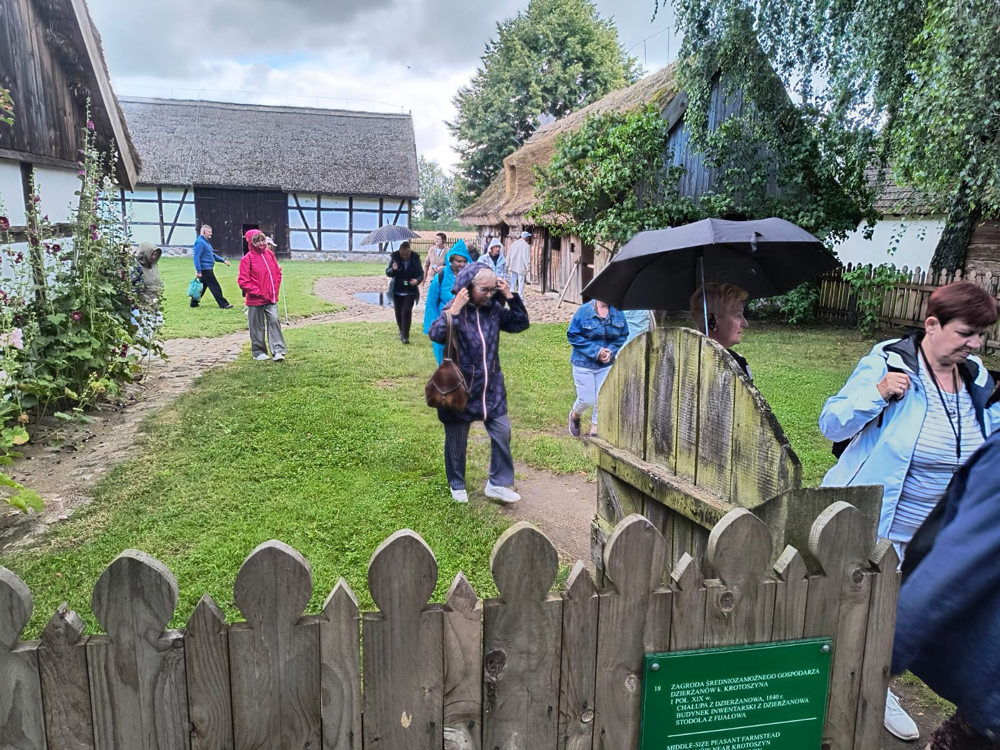 18 ZAGRODA ŚREDNIOZAMOŻNEGO GOSPODARZA
DZIERŻANÓW k. KROTOSZYNA
I POŁ. XIX w.
CHAŁUPA Z DZIERŻANOWA, 1840 r.
BUDYNEK INWENTARSKI Z DZIERŻANOWA
STODOŁA Z FIJAŁOWA
MIDDLE-SIZE PEASANT FARMSTEAD
NEAR KROTOSZYN